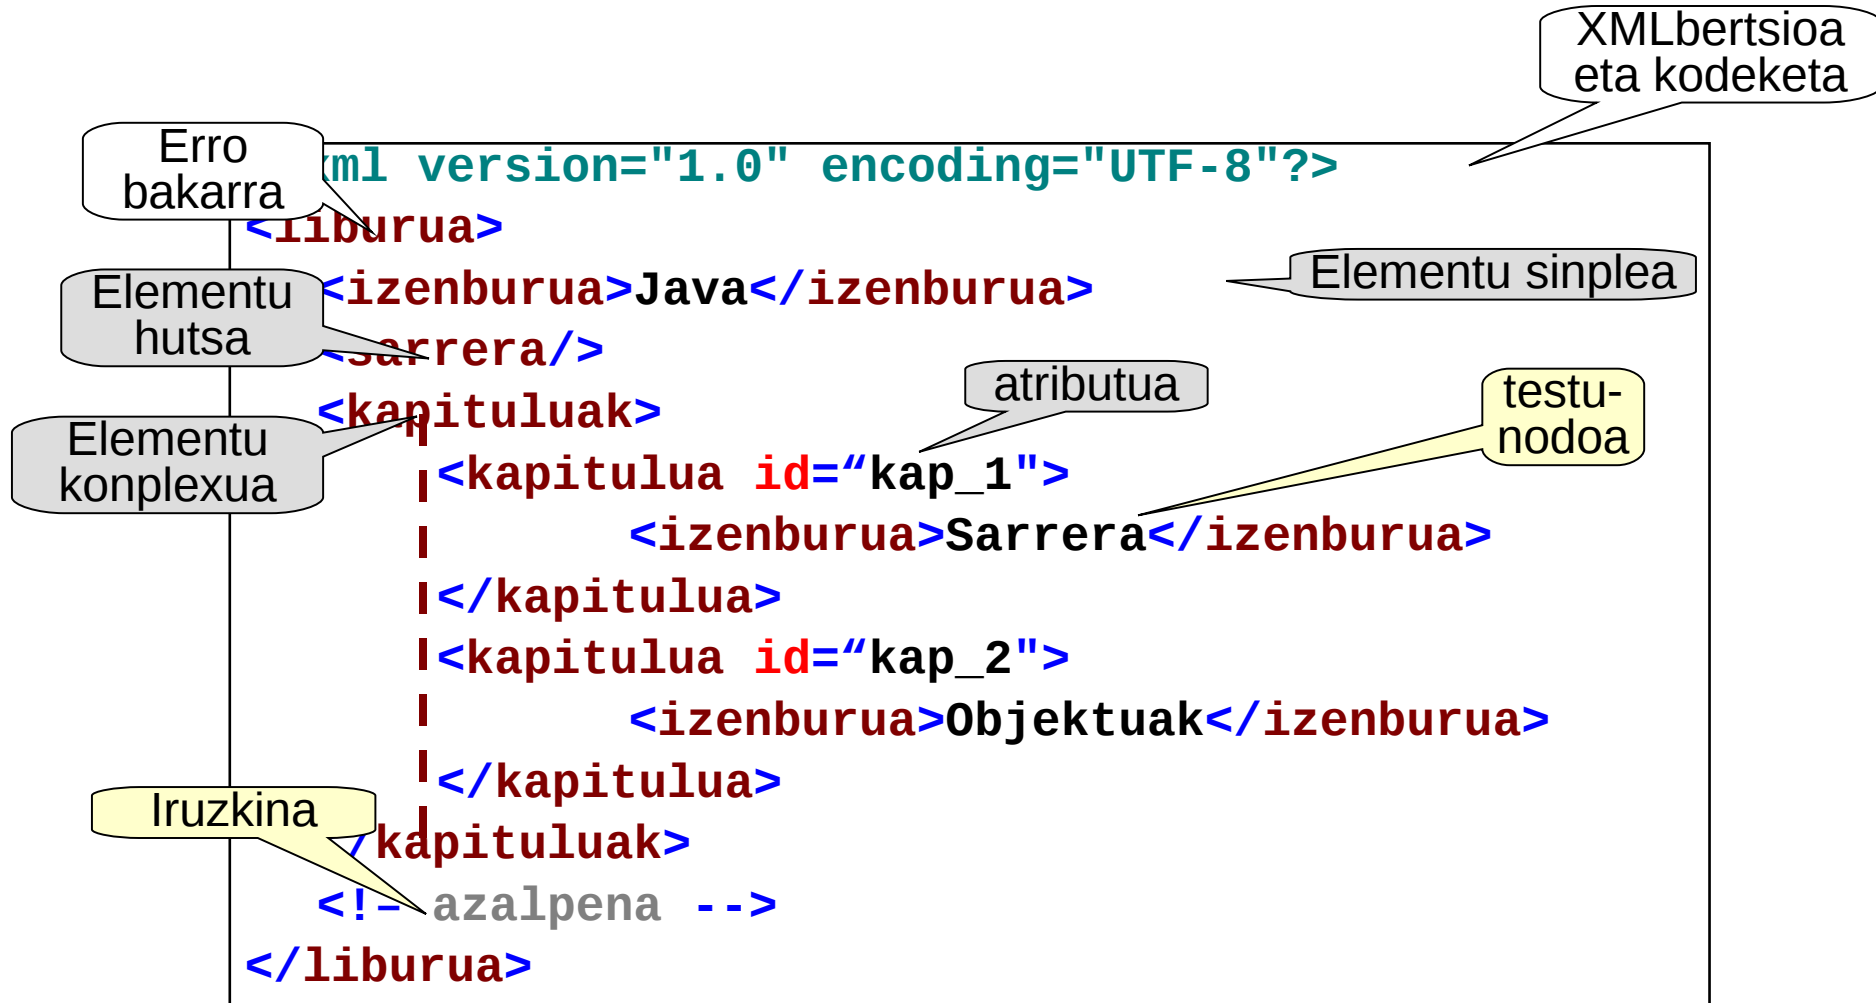 XMLbertsioa
eta kodeketa
Erro
bakarra
xml version="1.0" encoding="UTF-8"?>
<liburua>
Elementu
hutsa
<izenburua>Java</izenburua>
Elementu sinplea
<sarrera/>
atributua
testu-
nodoa
<kapituluak>
Elementu
konplexua
<kapitulua id=“kap_1">
<izenburua>Sarrera</izenburua>
</kapitulua>
<kapitulua id=“kap_2">
<izenburua>Objektuak</izenburua>
</kapitulua>
Iruzkina
/kapituluak>
<!– azalpena -->
</liburua>